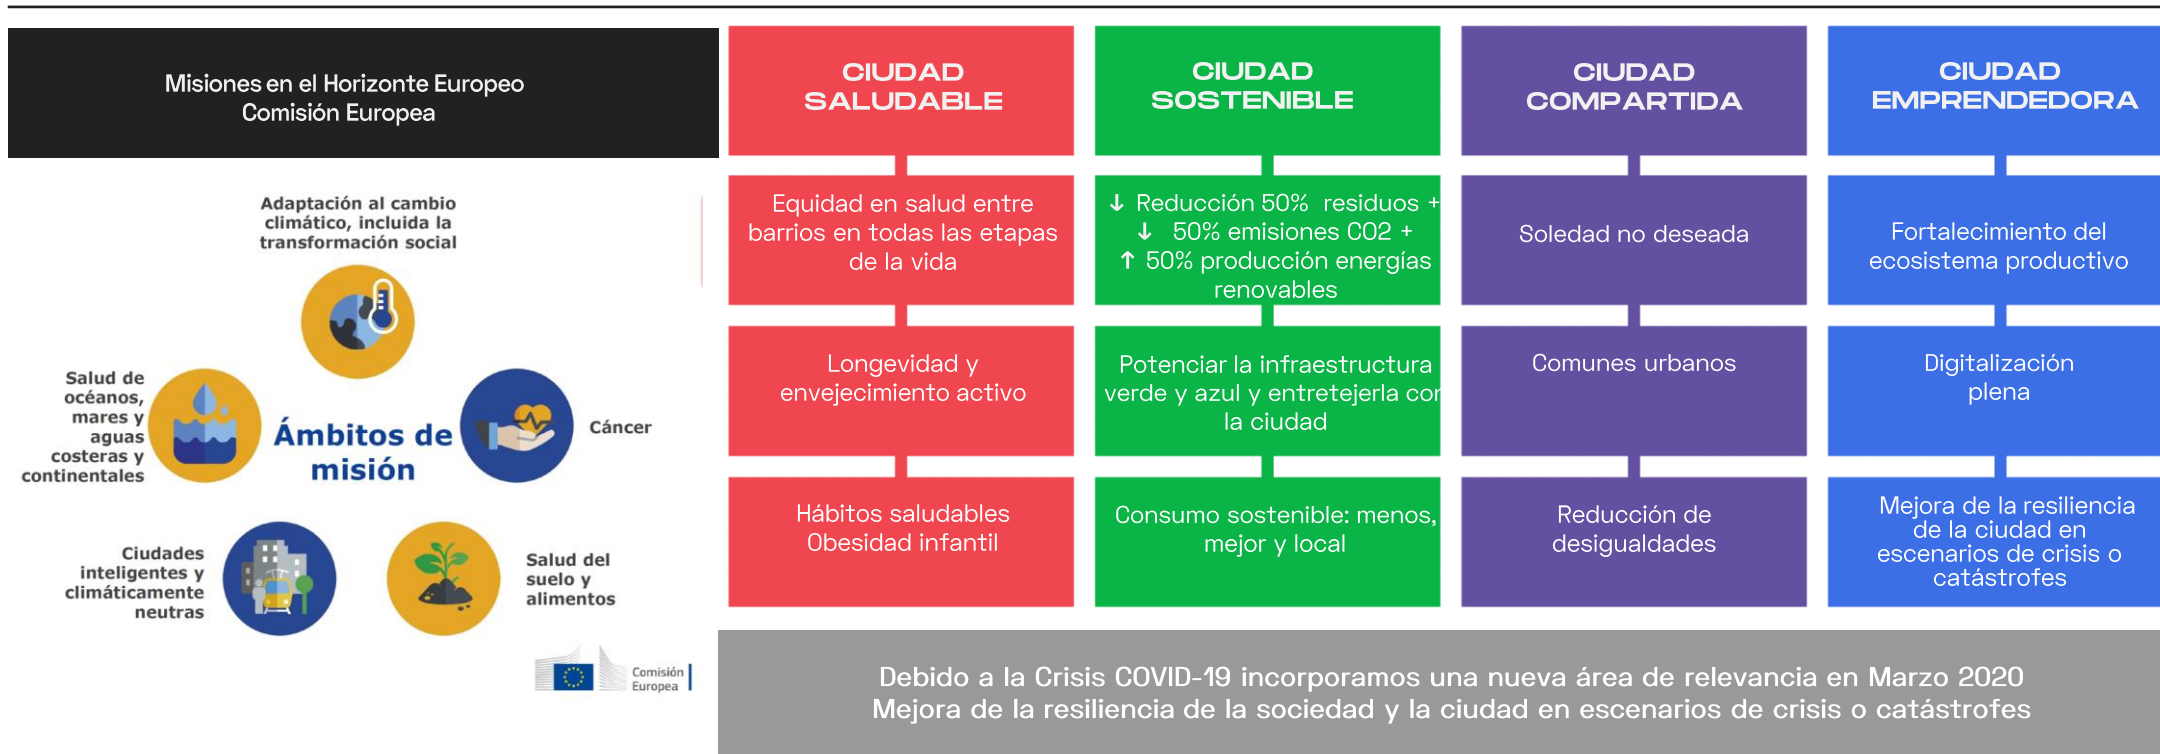 Misiones en el Horizonte Europeo
Comisión Europea
Adaptación al cambio
climático, incluida la
transformación social
Salud de
océanos,
mares y
aguas
costeras y
continentales
Ámbitos de
misión
Cáncer
Ciudades
inteligentes y
climáticamente
neutras
Salud del
suelo y
alimentos
Comisión
Europea
CIUDAD
SALUDABLE
Equidad en salud entre
barrios en todas las etapas
de la vida
Longevidad y
envejecimiento activo
Hábitos saludables
Obesidad infantil
CIUDAD
SOSTENIBLE
↓ Reducción 50% residuos +
↓ 50% emisiones CO2 +
↑ 50% producción energías
renovables
Potenciar la infraestructura
verde y azul y entretejerla con
la ciudad
Consumo sostenible: menos,
mejor y local
CIUDAD
COMPARTIDA
Soledad no deseada
Comunes urbanos
Reducción de
desigualdades
CIUDAD
EMPRENDEDORA
Fortalecimiento del
ecosistema productivo
Digitalización
plena
Mejora de la resiliencia
de la ciudad en
escenarios de crisis o
catástrofes
Debido a la Crisis COVID-19 incorporamos una nueva área de relevancia en Marzo 2020
Mejora de la resiliencia de la sociedad y la ciudad en escenarios de crisis o catástrofes